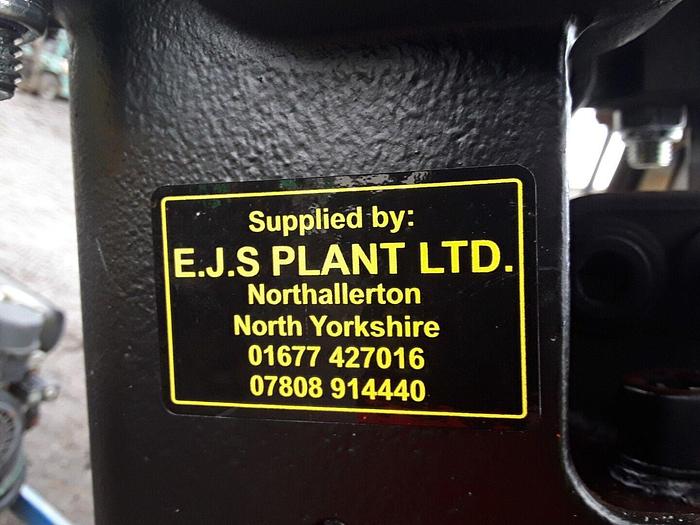 Supplied by:
E.J.S PLANT LTD.
Northallerton
North Yorkshire
01677 427016
07808 914440